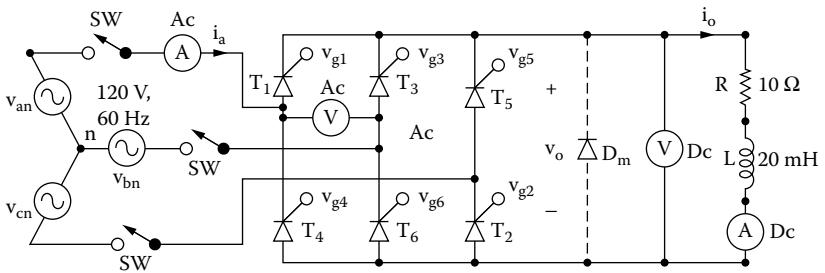 SW
Ac
A
i_a
v_an
120 V,
60 Hz
n
v_bn
SW
v_cn
SW
T_1
v_g1
Ac
V
v_g3
T_3
Ac
v_g5
T_5
v_g4
T_4
v_g6
T_6
v_g2
T_2
+
v_o
−
D_m
V
Dc
i_o
R
10 Ω
L
20 mH
A
Dc